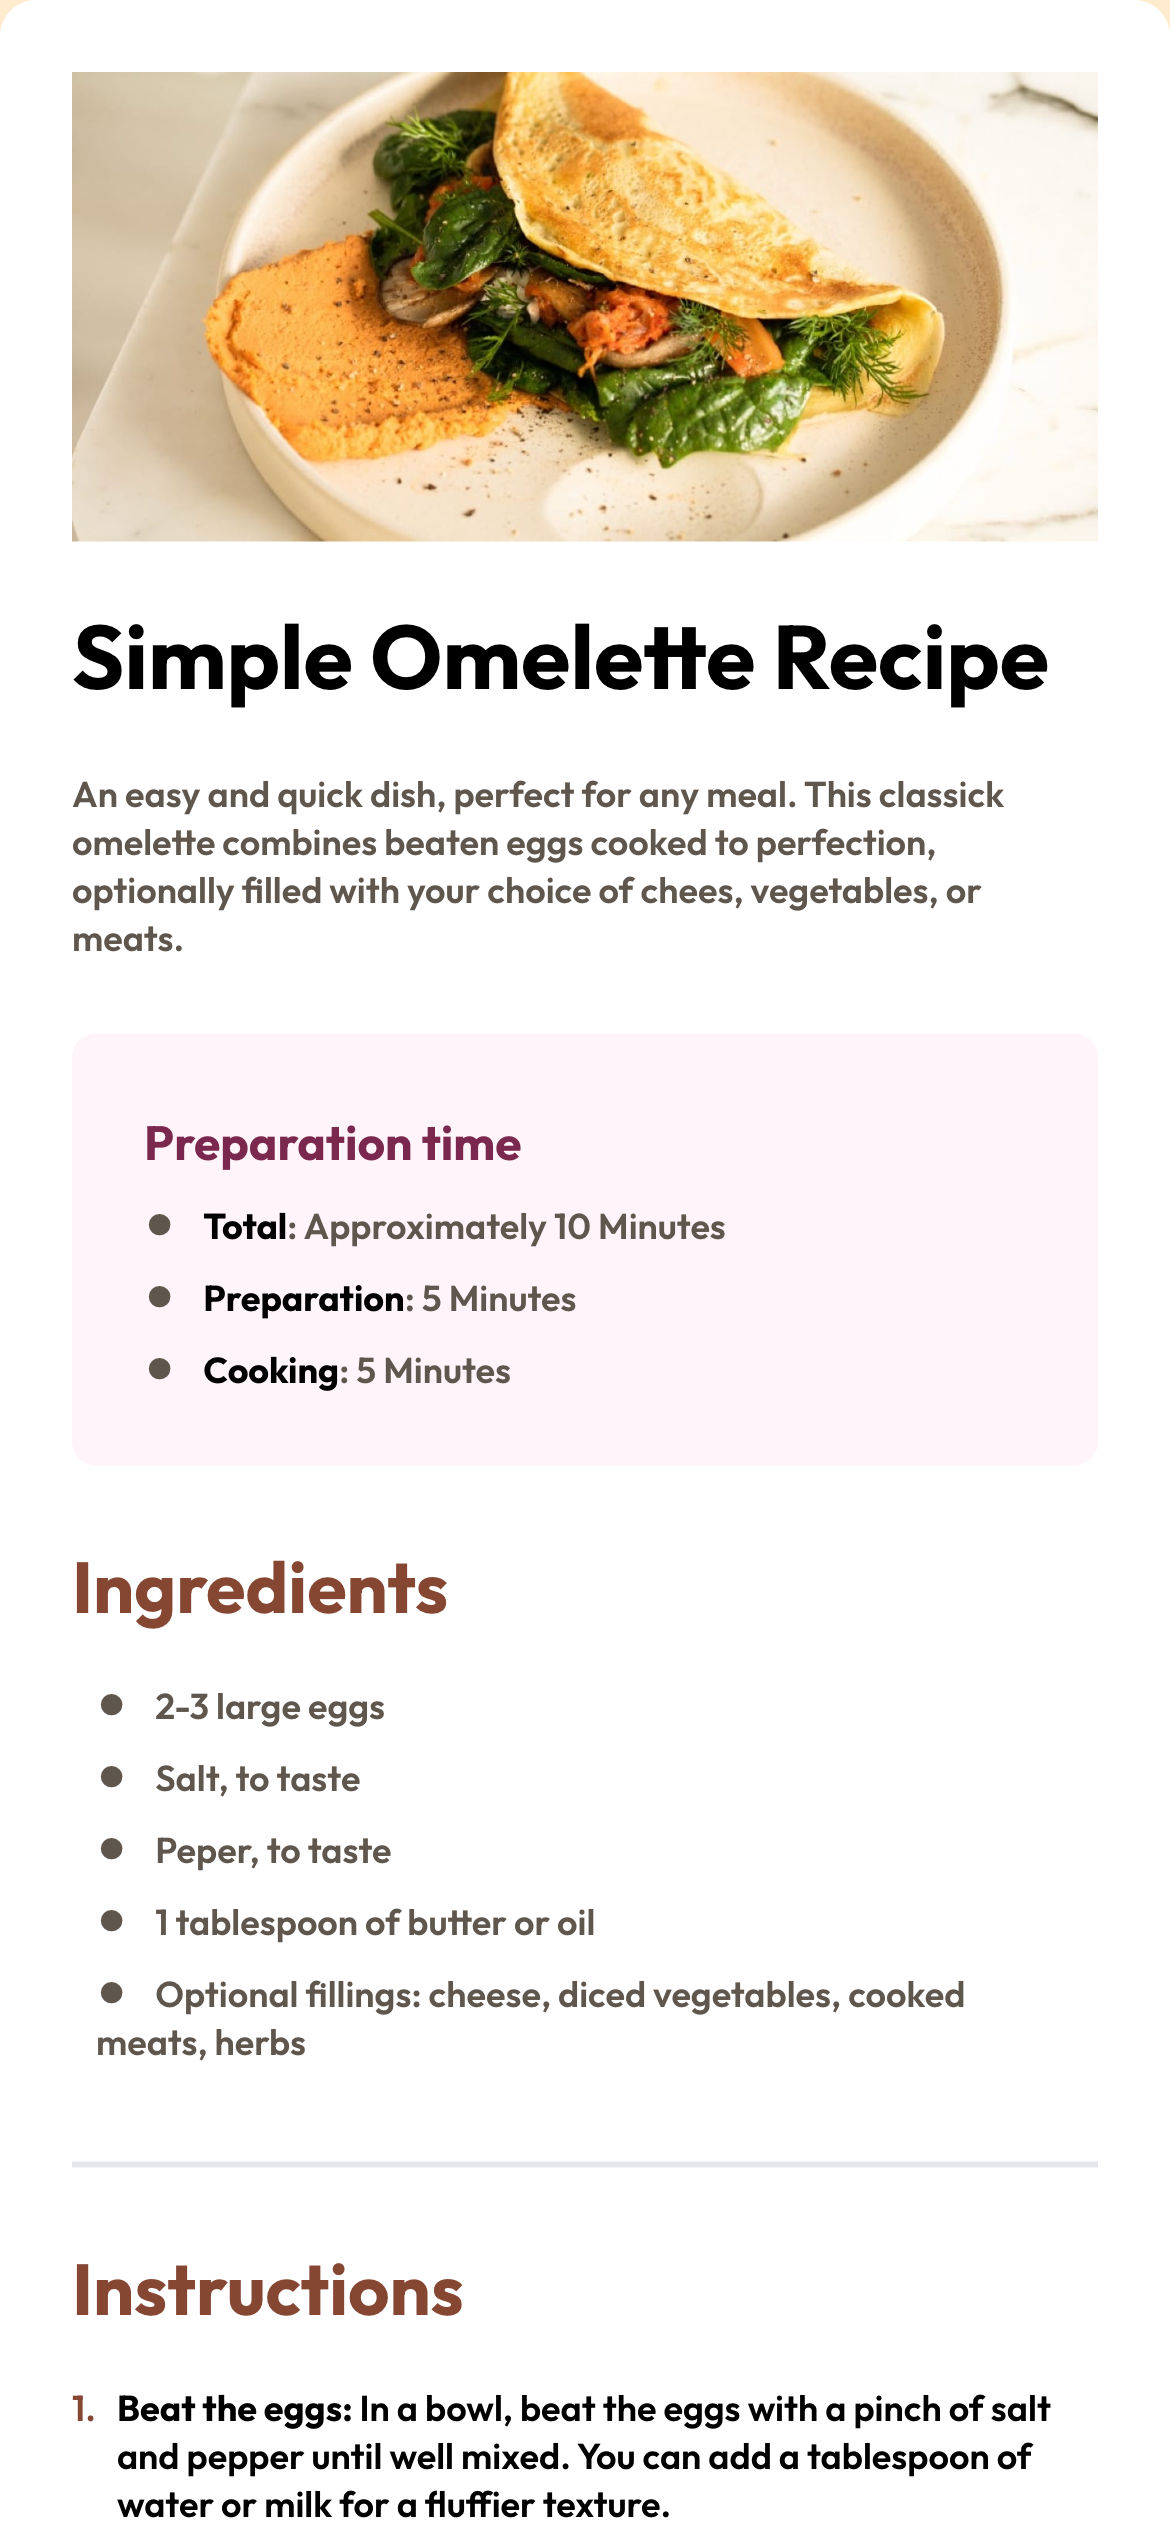 Simple Omelette Recipe
An easy and quick dish, perfect for any meal. This classick
omelette combines beaten eggs cooked to perfection,
optionally filled with your choice of chees, vegetables, or
meats.
Preparation time
● Total: Approximately 10 Minutes
● Preparation: 5 Minutes
● Cooking: 5 Minutes
Ingredients
● 2-3 large eggs
● Salt, to taste
● Peper, to taste
● 1 tablespoon of butter or oil
● Optional fillings: cheese, diced vegetables, cooked
meats, herbs
Instructions
1. Beat the eggs: In a bowl, beat the eggs with a pinch of salt
and pepper until well mixed. You can add a tablespoon of
water or milk for a fluffier texture.